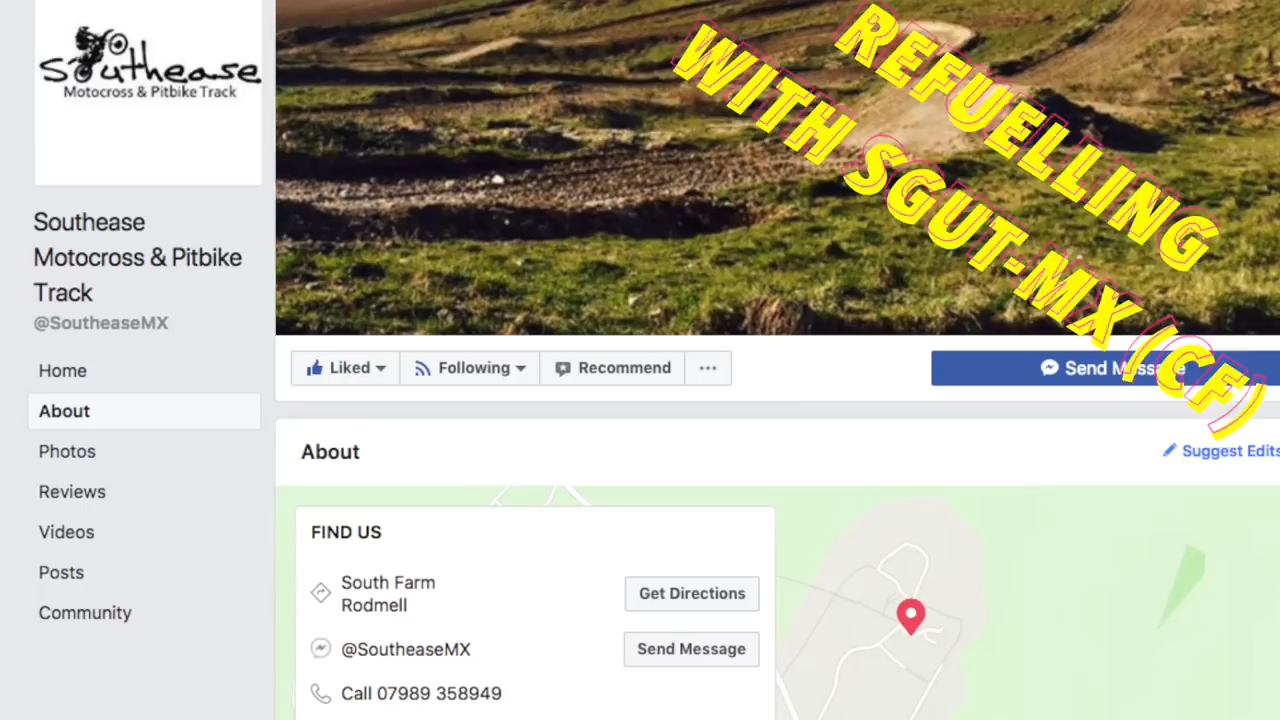 Southease
Motocross & Pitbike Track
REFUELLING
WITH SGUT-MX (CF)
Southease
Motocross & Pitbike
Track
@SoutheaseMX
Home
About
Photos
Reviews
Videos
Posts
Community
Liked
Following
Recommend
...
Send Message
About
Suggest Edits
FIND US
South Farm
Rodmell
Get Directions
@SoutheaseMX
Send Message
Call 07989 358949